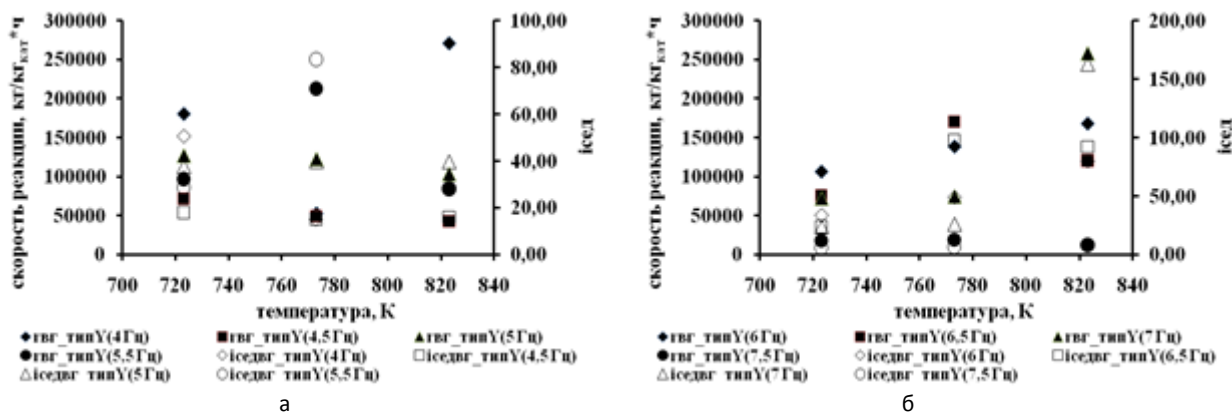 скорость реакции, кг/кгкат*ч
300000
250000
200000
150000
100000
50000
0
100,00
80,00
60,00
40,00
20,00
0,00
iсед
700 720 740 760 780 800 820 840
температура, К
rвг_типY(4Гц) rвг_типY(4,5Гц) rвг_типY(5Гц)
rвг_типY(5,5Гц) iседвг_типY(4Гц) iседвг_типY(4,5Гц)
iседвг_типY(5Гц) iседвг_типY(5,5Гц)
а
скорость реакции, кг/кгкат*ч
300000
250000
200000
150000
100000
50000
0
200,00
150,00
100,00
50,00
0,00
iсед
700 720 740 760 780 800 820 840
температура, К
rвг_типY(6Гц) rвг_типY(6,5Гц) rвг_типY(7Гц)
rвг_типY(7,5Гц) iседвг_типY(6Гц) iседвг_типY(6,5Гц)
iседвг_типY(7Гц) iседвг_типY(7,5Гц)
б